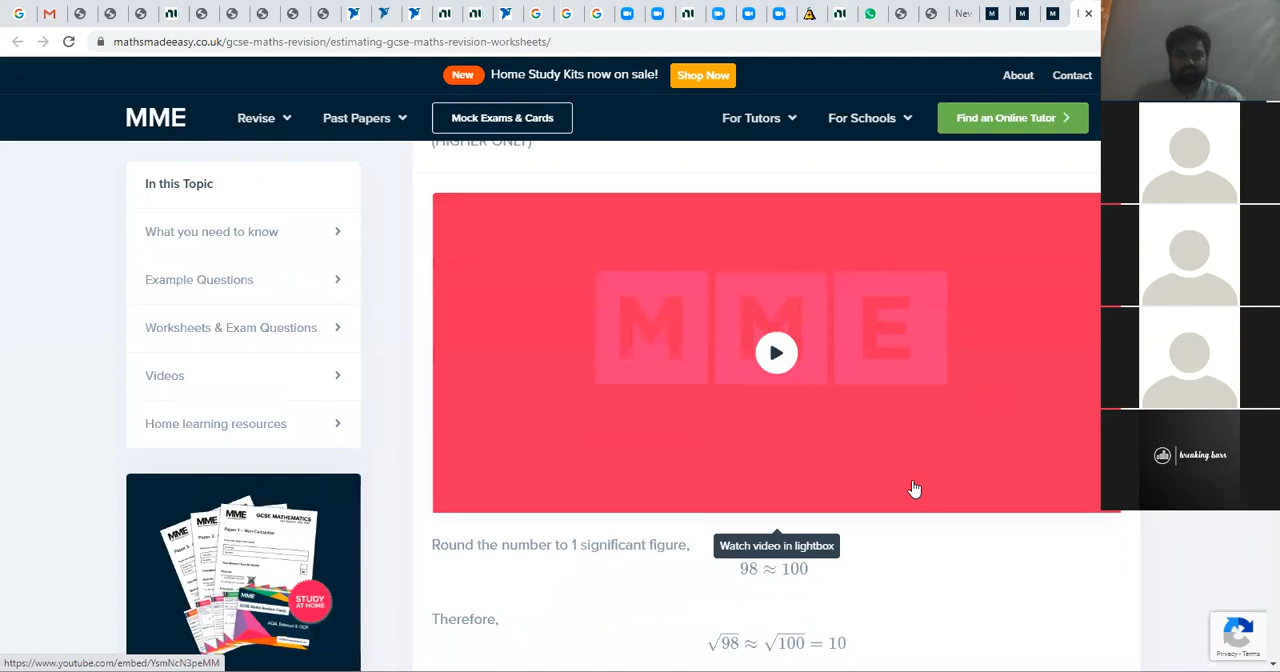 New
mathsmadeeasy.co.uk/gcse-maths-revision/estimating-gcse-maths-revision-worksheets/
New Home Study Kits now on sale! Shop Now
About Contact
MME Revise Past Papers Mock Exams & Cards For Tutors For Schools Find an Online Tutor
(HIGHER ONLY)
In this Topic
What you need to know
Example Questions
Worksheets & Exam Questions
Videos
Home learning resources
MME
breaking bars
MME
GCSE MATHEMATICS
STUDY
AT HOME
Round the number to 1 significant figure,
Watch video in lightbox
98 ≈ 100
Therefore,
√98 ≈ √100 = 10
Privacy - Terms
https://www.youtube.com/embed/YsmNcN3peMM